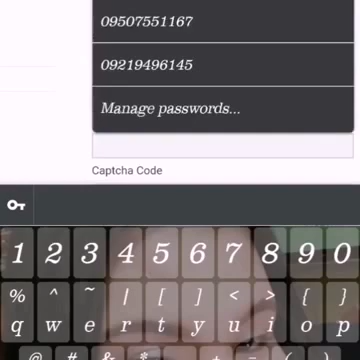 09507551167
09219496145
Manage passwords...
Captcha Code
1 2 3 4 5 6 7 8 9 0
% ^ ~ | [ ] < > { }
q w e r t y u i o p
@ # & * - + = ( )